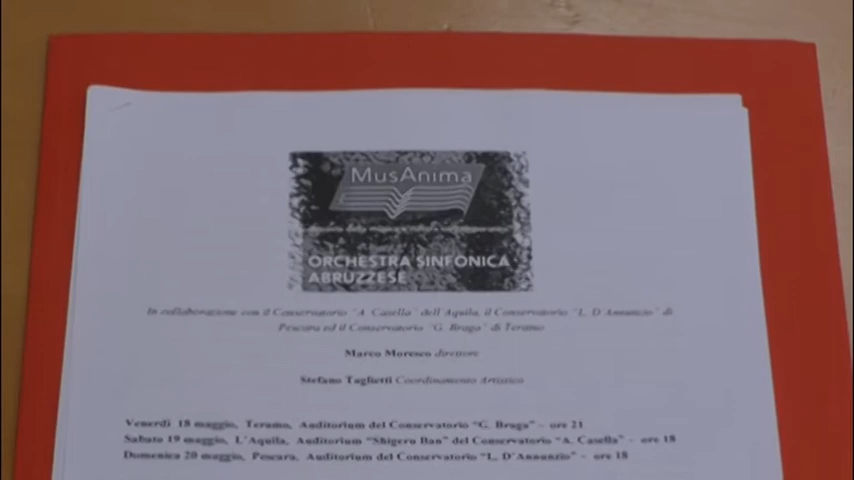 MusAnima
ORCHESTRA SINFONICA
ABRUZZESE
In collaborazione con il Conservatorio "A. Casella" dell'Aquila, il Conservatorio "L. D'Annunzio" di
Pescara ed il Conservatorio "G. Braga" di Teramo
Marco Moresco direttore
Stefano Taglietti Coordinamento Artistico
Venerdì 18 maggio, Teramo, Auditorium del Conservatorio "G. Braga" - ore 21
Sabato 19 maggio, L'Aquila, Auditorium "Shigeru Ban" del Conservatorio "A. Casella" - ore 18
Domenica 20 maggio, Pescara, Auditorium del Conservatorio "L. D'Annunzio" - ore 18